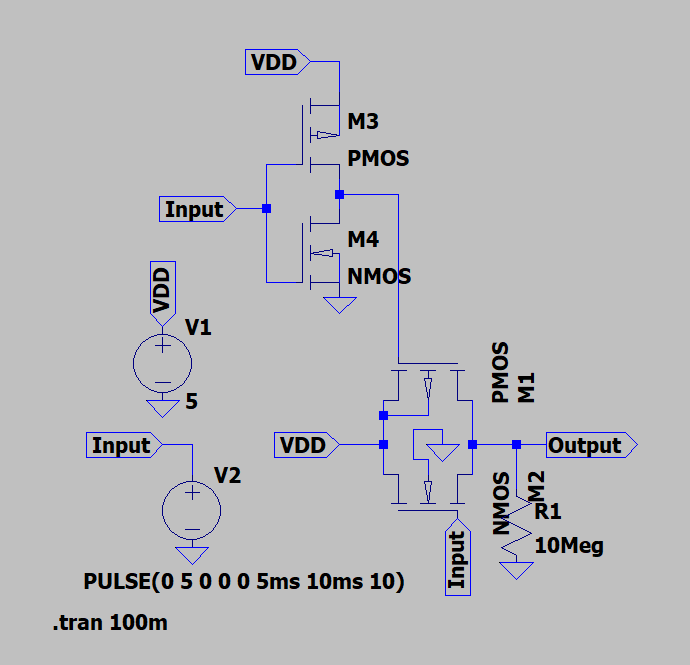 VDD
M3
PMOS
Input
M4
NMOS
VDD
V1
5
PMOS
M1
Input
VDD
Output
V2
NMOS
M2
R1
10Meg
Input
PULSE(0 5 0 0 0 5ms 10ms 10)
.tran 100m